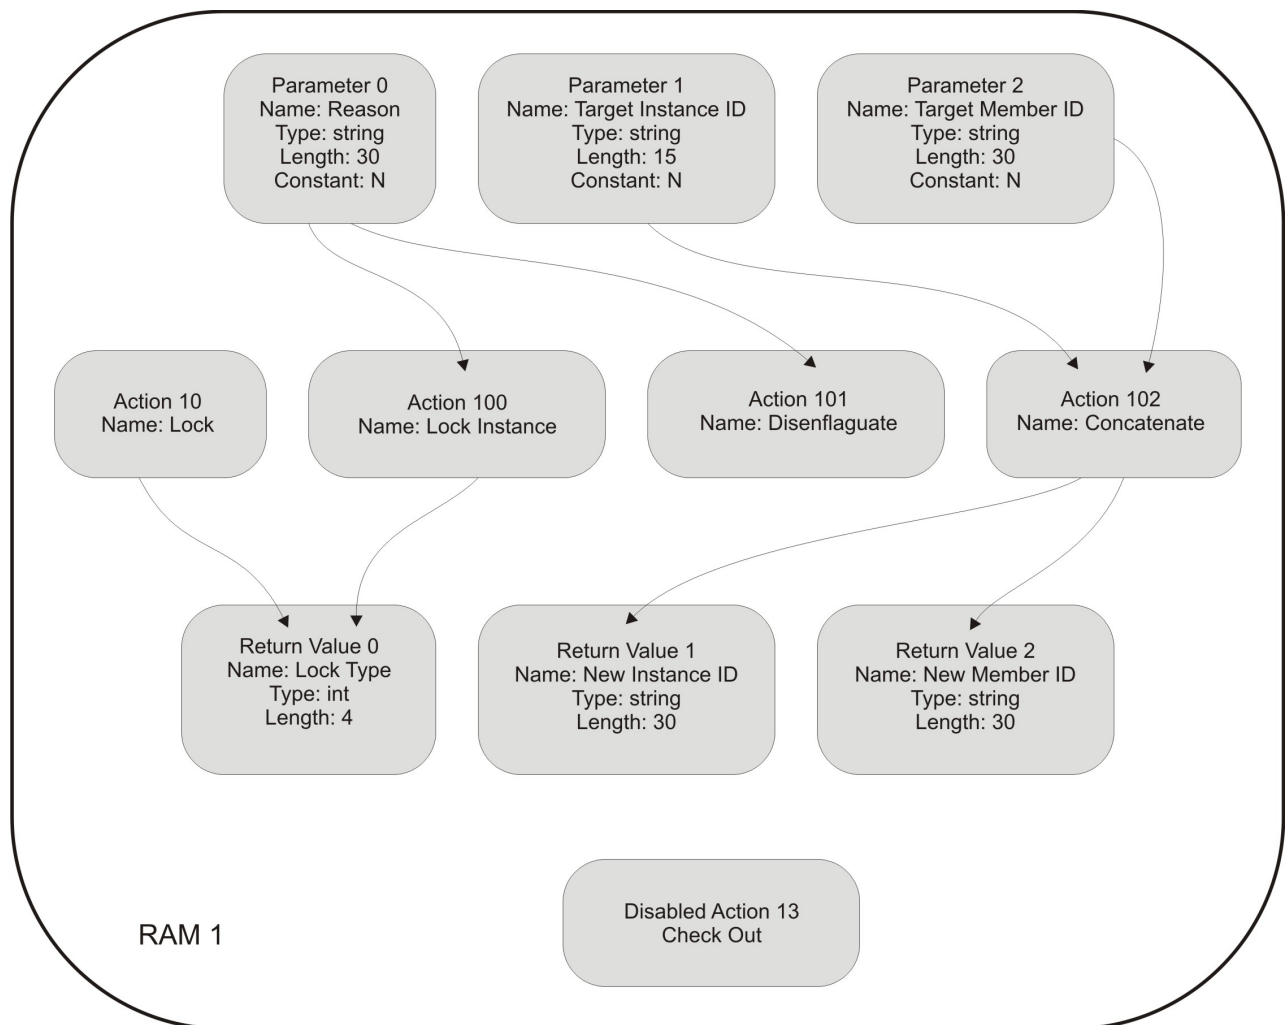 Parameter 0
Name: Reason
Type: string
Length: 30
Constant: N
Parameter 1
Name: Target Instance ID
Type: string
Length: 15
Constant: N
Parameter 2
Name: Target Member ID
Type: string
Length: 30
Constant: N
Action 10
Name: Lock
Action 100
Name: Lock Instance
Action 101
Name: Disenflaguate
Action 102
Name: Concatenate
Return Value 0
Name: Lock Type
Type: int
Length: 4
Return Value 1
Name: New Instance ID
Type: string
Length: 30
Return Value 2
Name: New Member ID
Type: string
Length: 30
Disabled Action 13
Check Out
RAM 1